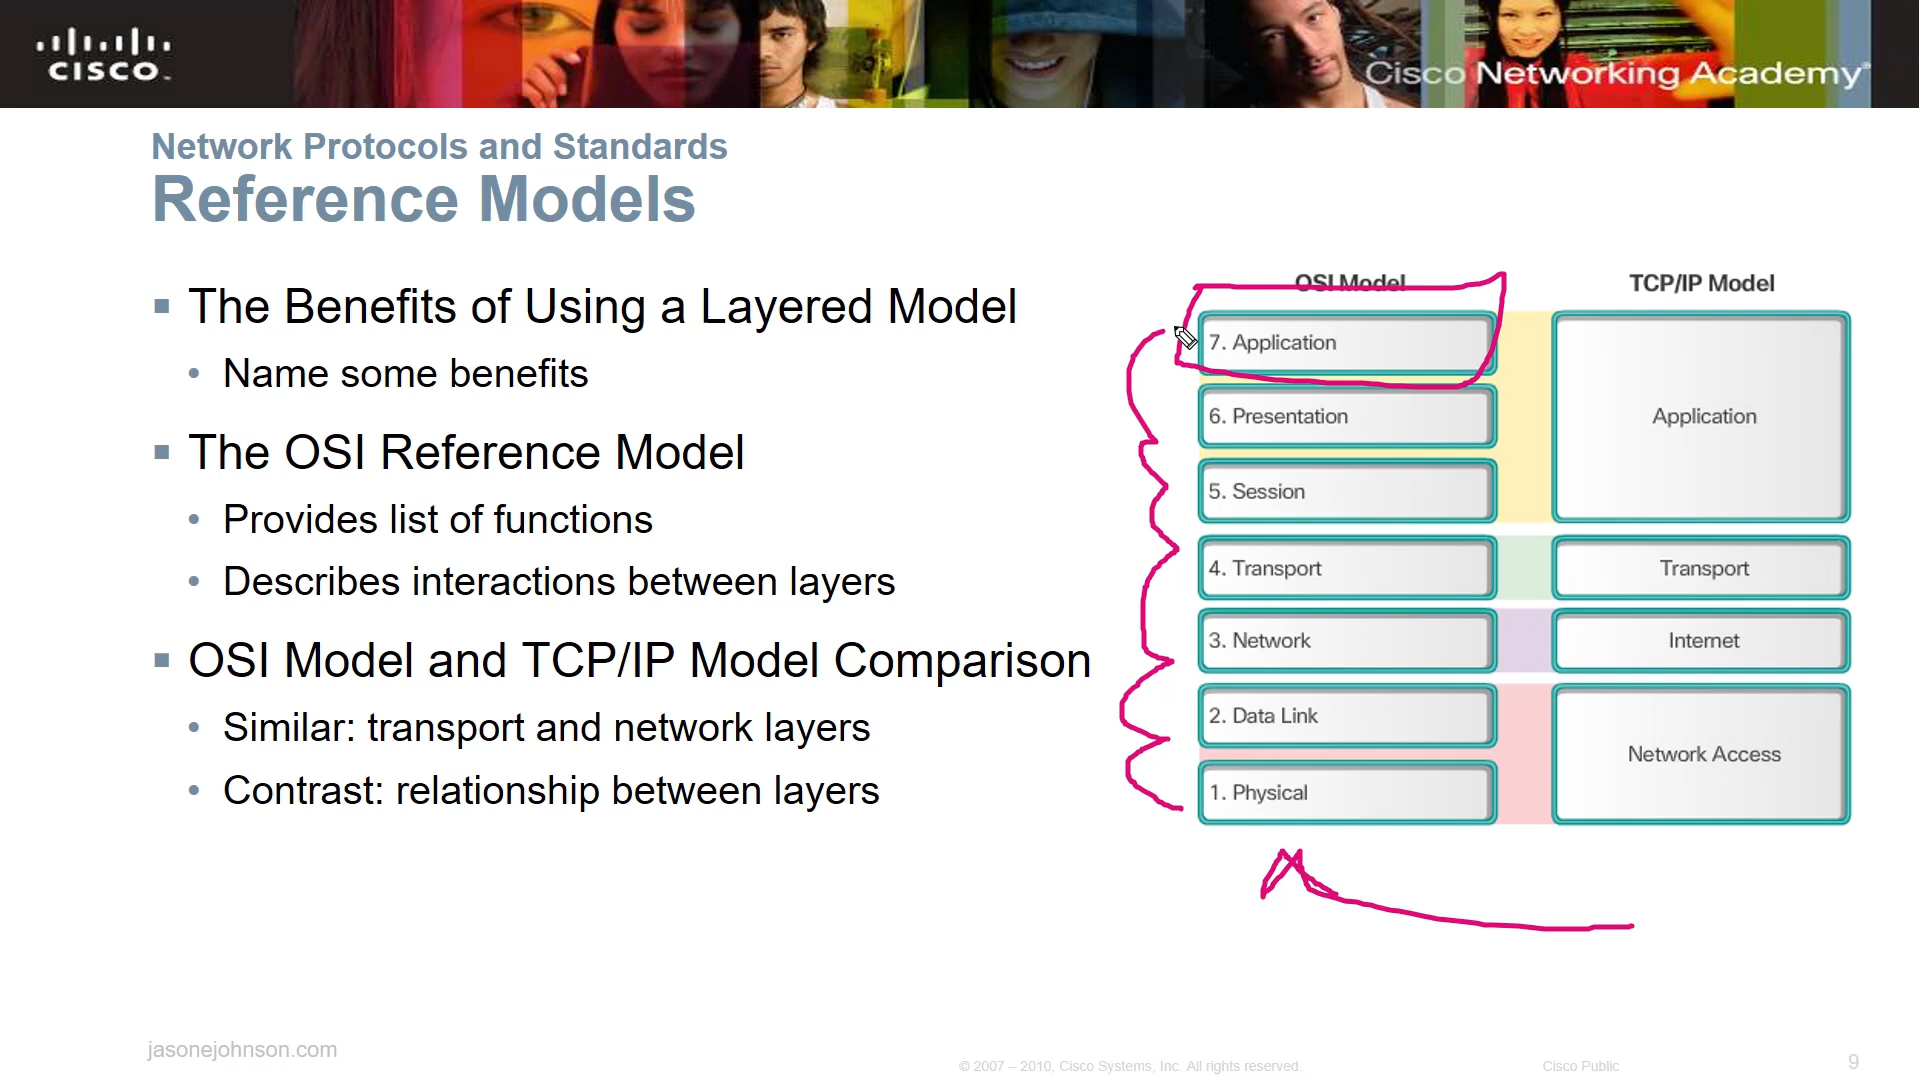 CISCO
Cisco Networking Academy®
Network Protocols and Standards
Reference Models
▪ The Benefits of Using a Layered Model
• Name some benefits
▪ The OSI Reference Model
• Provides list of functions
• Describes interactions between layers
▪ OSI Model and TCP/IP Model Comparison
• Similar: transport and network layers
• Contrast: relationship between layers
OSI Model
7. Application
6. Presentation
5. Session
4. Transport
3. Network
2. Data Link
1. Physical
TCP/IP Model
Application
Transport
Internet
Network Access
jasonejohnson.com
© 2007 – 2010, Cisco Systems, Inc. All rights reserved.
Cisco Public
9